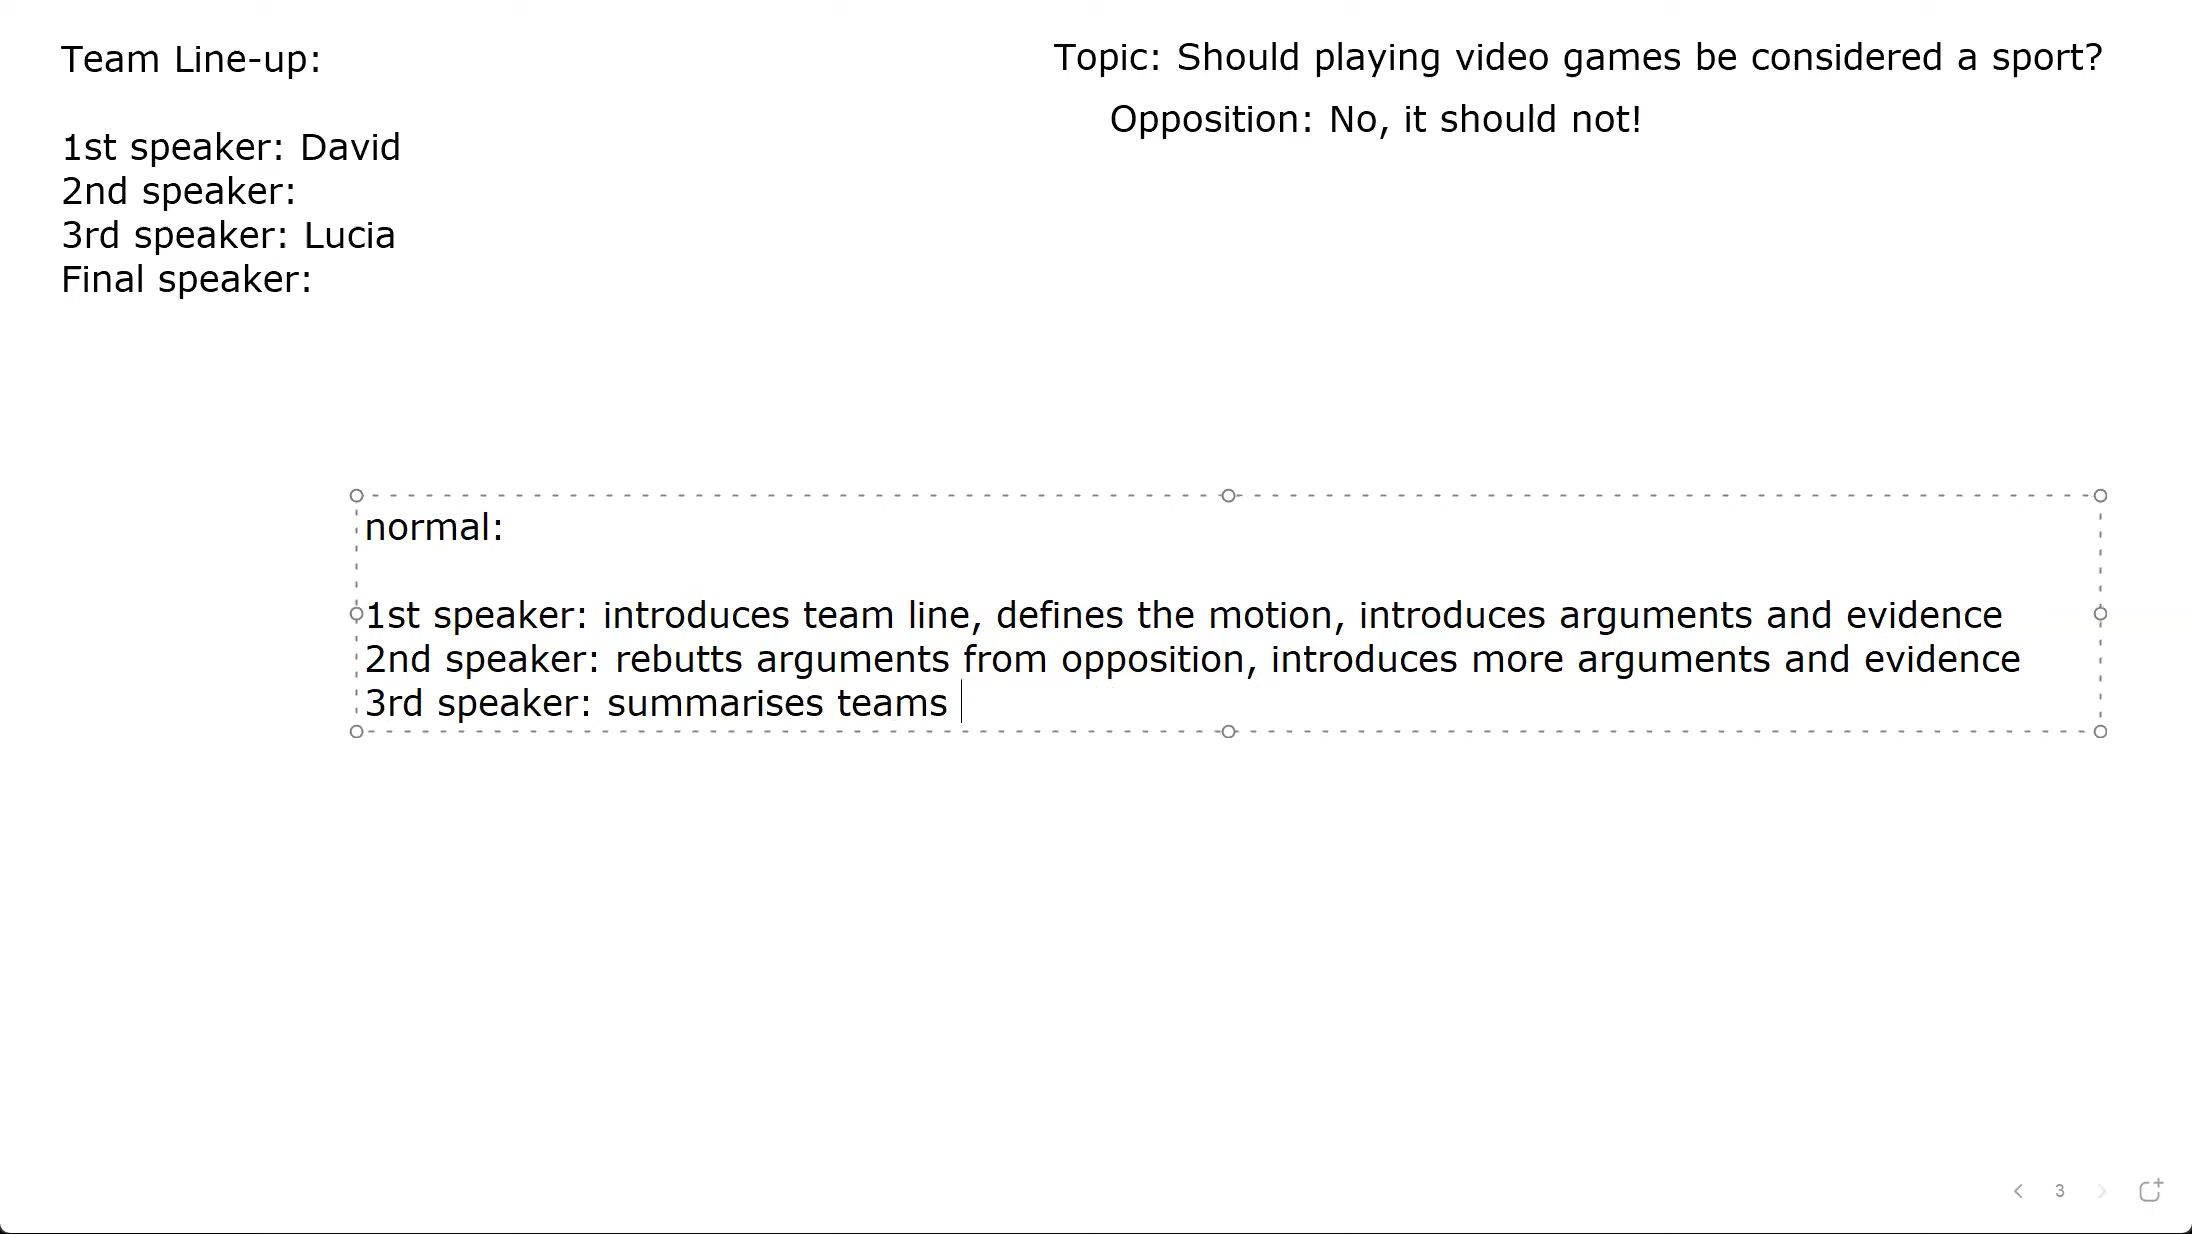 Team Line-up:
1st speaker: David
2nd speaker:
3rd speaker: Lucia
Final speaker:
Topic: Should playing video games be considered a sport?
Opposition: No, it should not!
normal:
1st speaker: introduces team line, defines the motion, introduces arguments and evidence
2nd speaker: rebutts arguments from opposition, introduces more arguments and evidence
3rd speaker: summarises teams
3